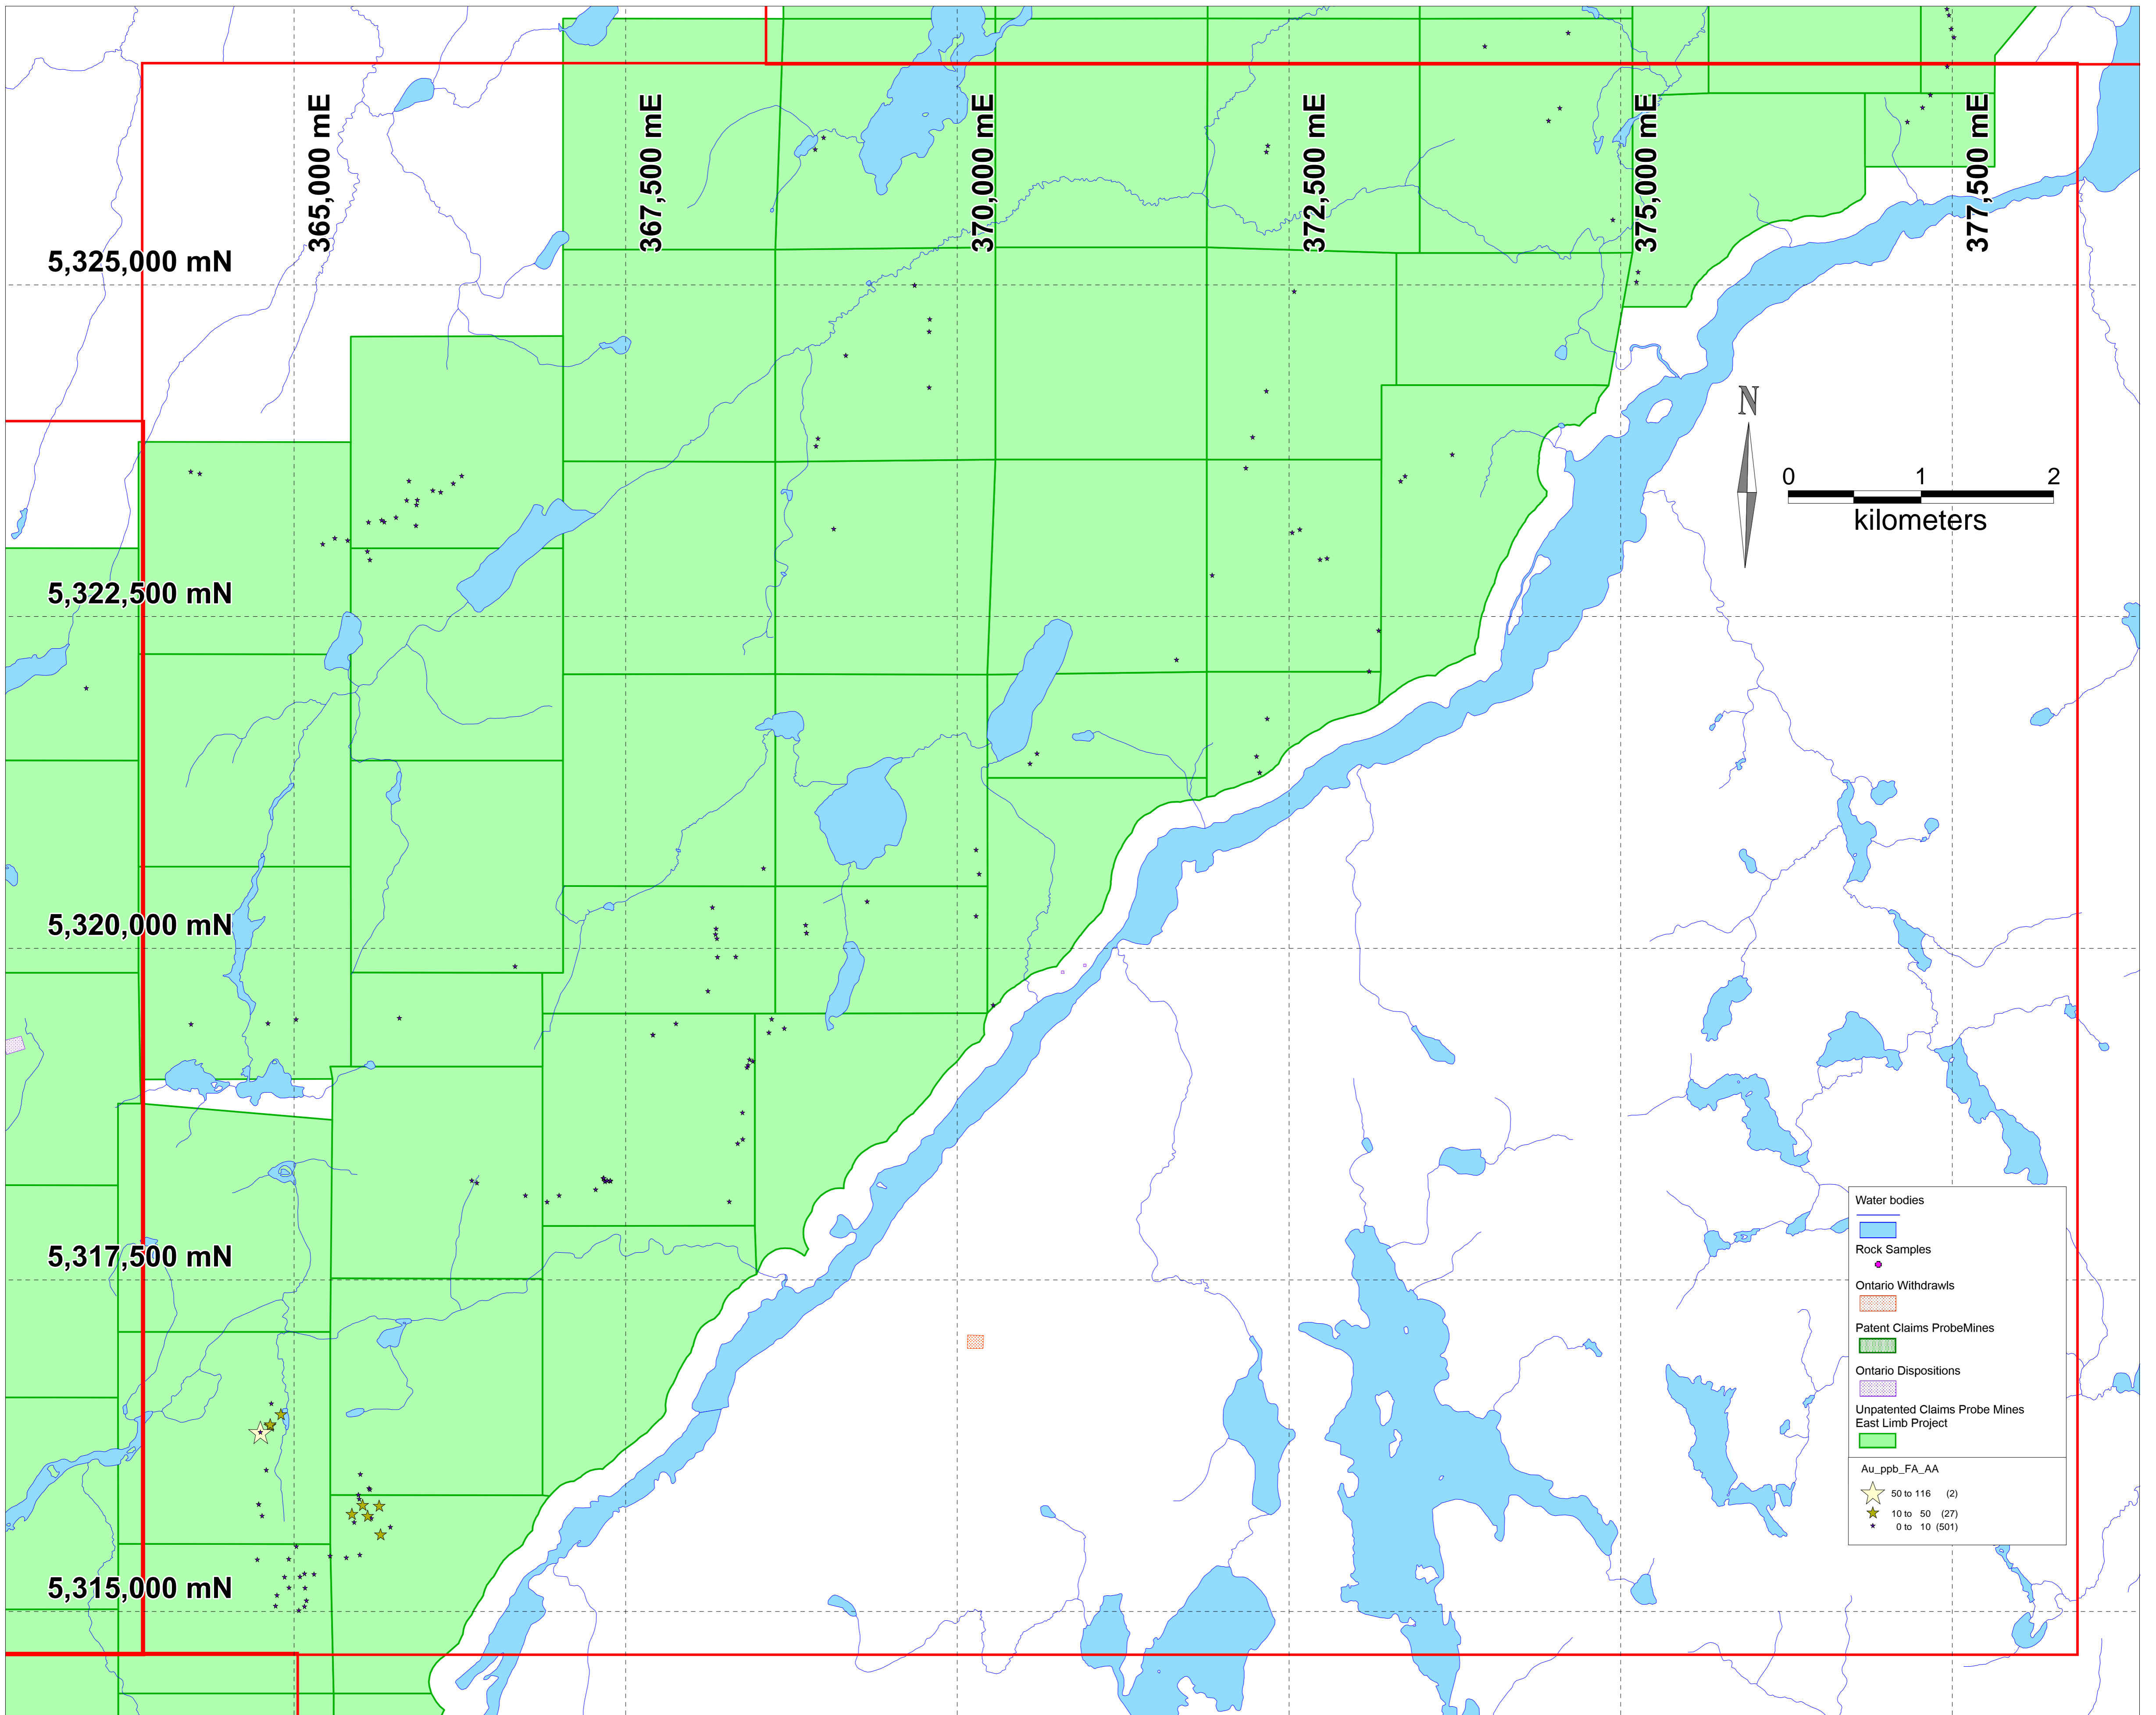 365,000 mE
367,500 mE
370,000 mE
372,500 mE
375,000 mE
377,500 mE
5,325,000 mN
N
0 1 2
kilometers
5,322,500 mN
5,320,000 mN
5,317,500 mN
5,315,000 mN
Water bodies
Rock Samples
Ontario Withdrawls
Patent Claims ProbeMines
Ontario Dispositions
Unpatented Claims Probe Mines
East Limb Project
Au_ppb_FA_AA
50 to 116 (2)
10 to 50 (27)
0 to 10 (501)